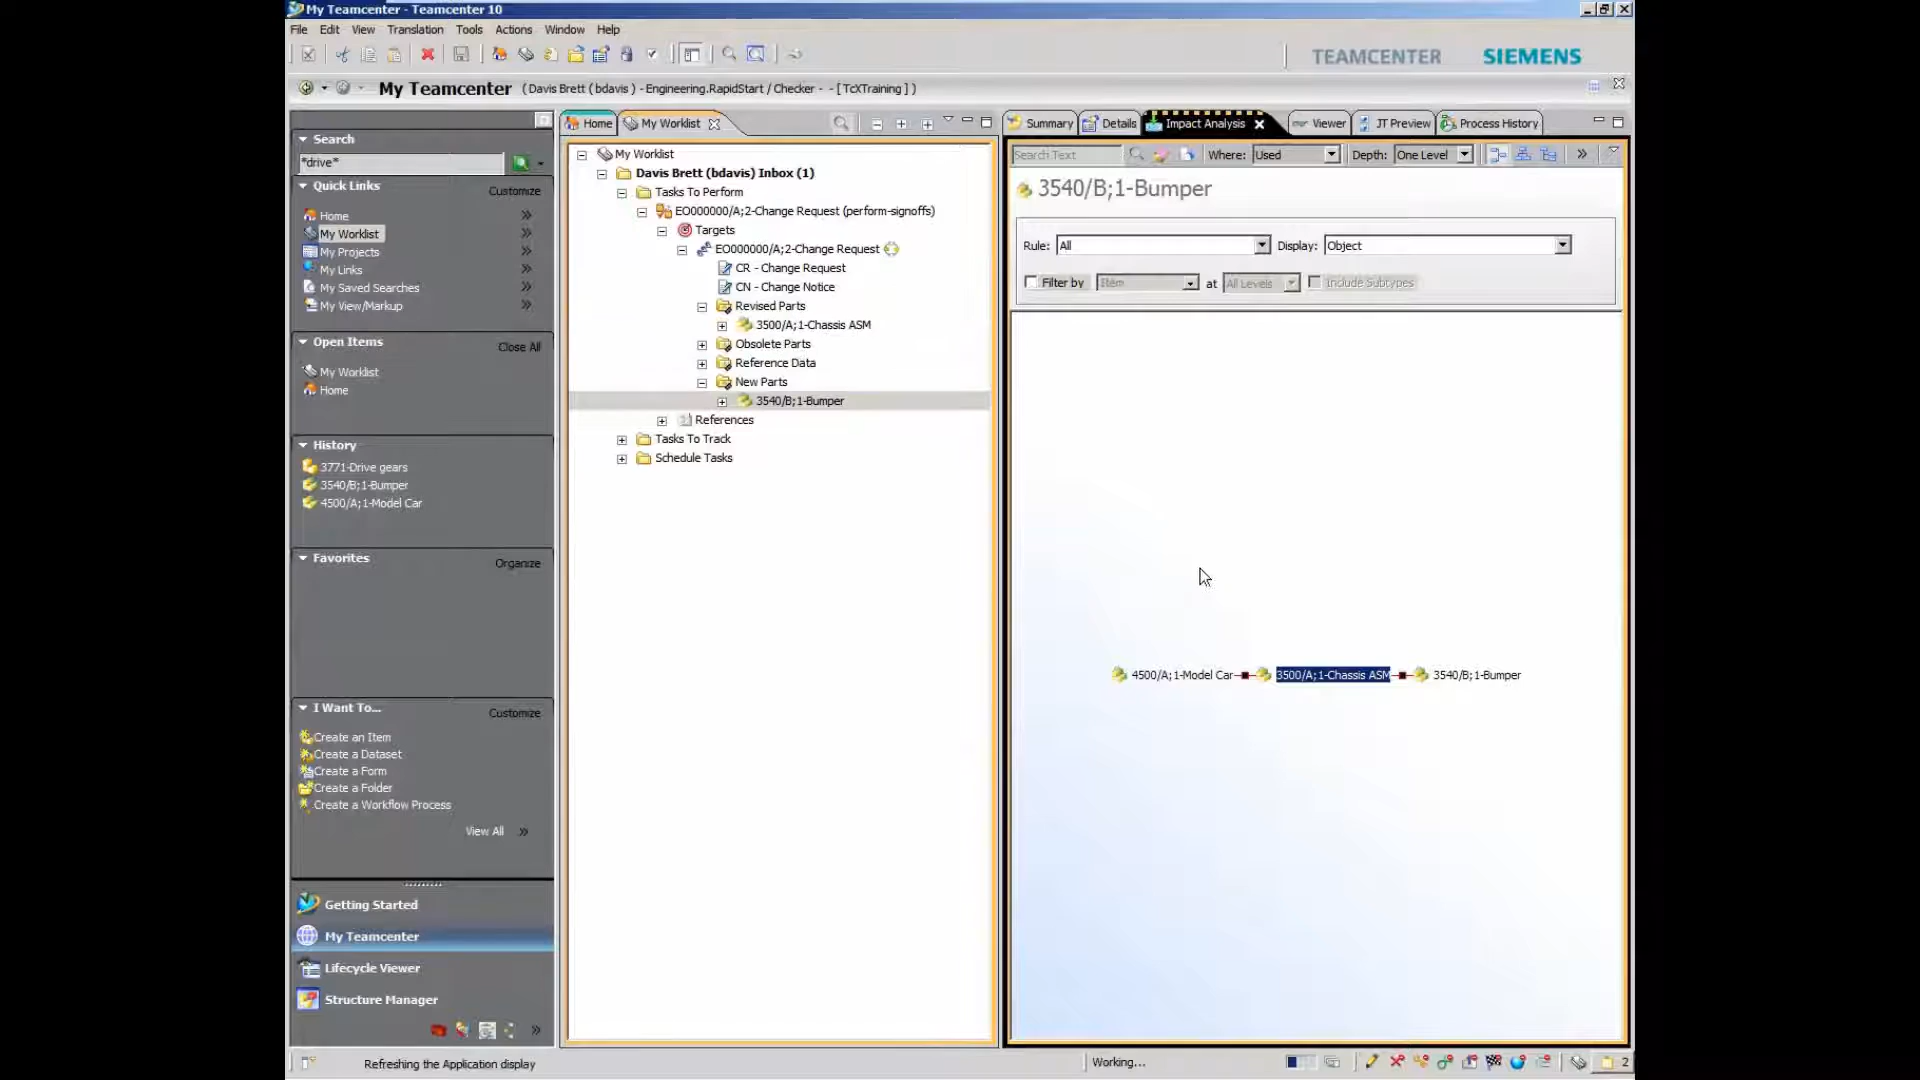 My Teamcenter - Teamcenter 10
File Edit View Translation Tools Actions Window Help
TEAMCENTER SIEMENS
My Teamcenter ( Davis Brett ( bdavis ) - Engineering.RapidStart / Checker - - [ TcXTraining ] )
Search
*drive*
Quick Links
Customize
Home
My Worklist
My Projects
My Links
My Saved Searches
My View/Markup
Open Items
Close All
My Worklist
Home
History
3771-Drive gears
3540/B;1-Bumper
4500/A;1-Model Car
Favorites
Organize
I Want To...
Customize
Create an Item
Create a Dataset
Create a Form
Create a Folder
Create a Workflow Process
View All
Getting Started
My Teamcenter
Lifecycle Viewer
Structure Manager
Home My Worklist
My Worklist
Davis Brett (bdavis) Inbox (1)
Tasks To Perform
EO000000/A;2-Change Request (perform-signoffs)
Targets
EO000000/A;2-Change Request
CR - Change Request
CN - Change Notice
Revised Parts
3500/A;1-Chassis ASM
Obsolete Parts
Reference Data
New Parts
3540/B;1-Bumper
References
Tasks To Track
Schedule Tasks
Summary Details Impact Analysis Viewer JT Preview Process History
Search Text Where: Used Depth: One Level
3540/B;1-Bumper
Rule: All Display: Object
Filter by Item at All Levels Include Subtypes
4500/A;1-Model Car 3500/A;1-Chassis ASM 3540/B;1-Bumper
Refreshing the Application display
Working...
2